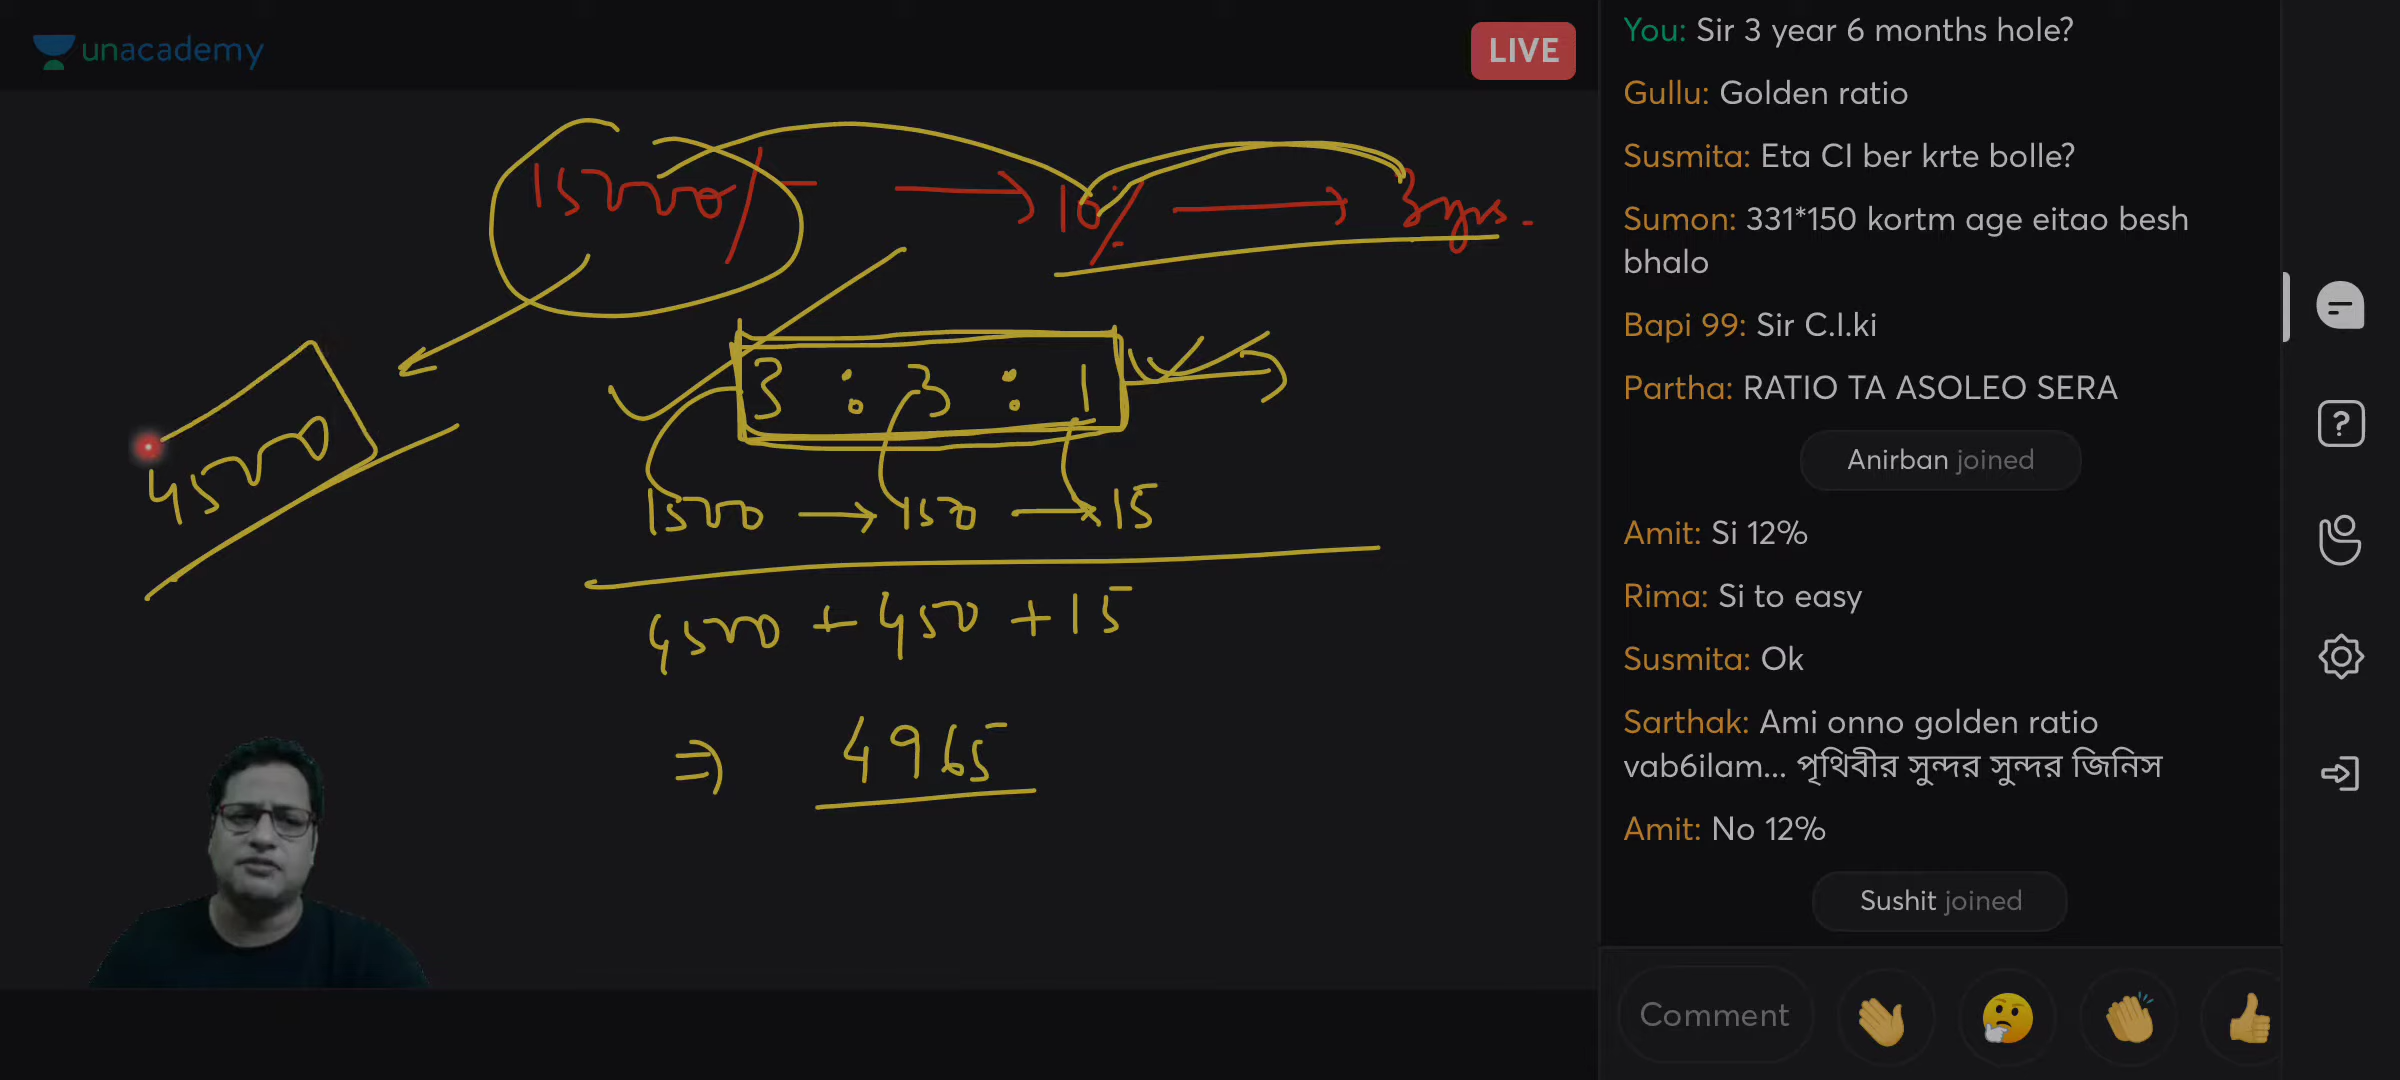 unacademy
LIVE
15000/- → 10% → 3yrs.
3 : 3 : 1
4500
1500 → 150 → 15
4500 + 450 + 15
⇒ 4965
You: Sir 3 year 6 months hole?
Gullu: Golden ratio
Susmita: Eta CI ber krte bolle?
Sumon: 331*150 kortm age eitao besh
bhalo
Bapi 99: Sir C.I.ki
Partha: RATIO TA ASOLEO SERA
Anirban joined
Amit: Si 12%
Rima: Si to easy
Susmita: Ok
Sarthak: Ami onno golden ratio
vab6ilam... পৃথিবীর সুন্দর সুন্দর জিনিস
Amit: No 12%
Sushit joined
Comment